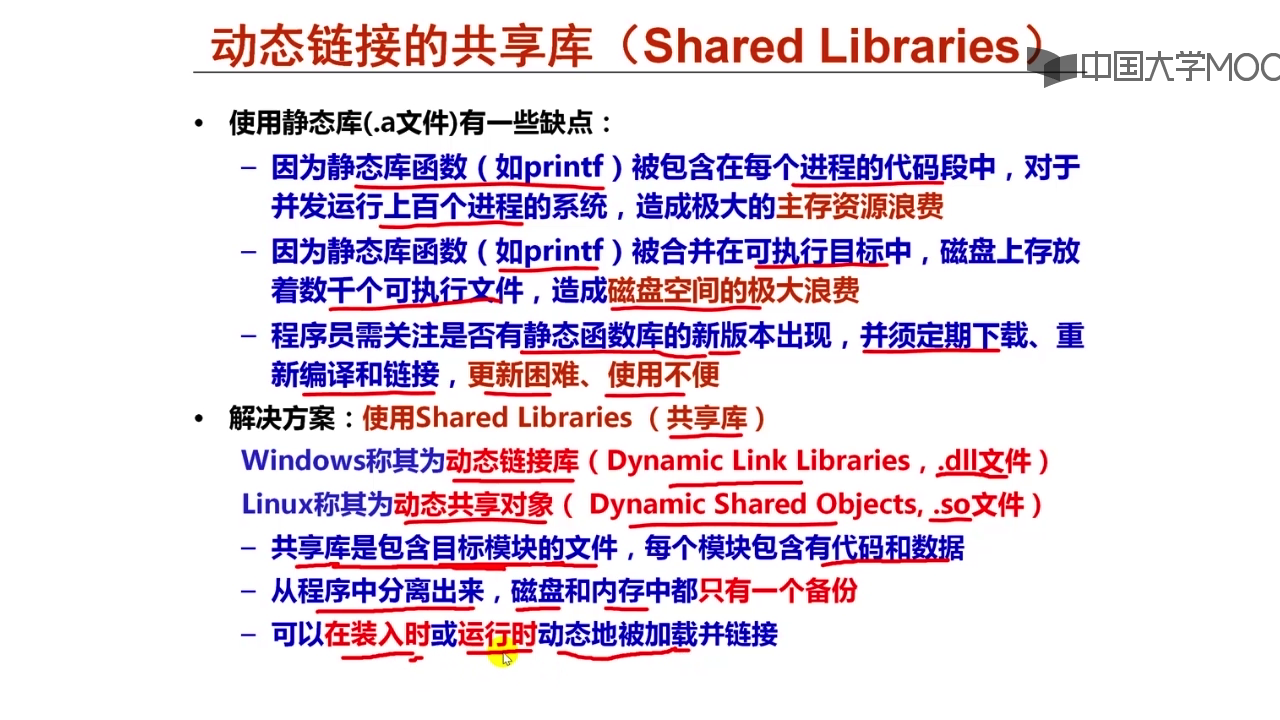 动态链接的共享库（Shared Libraries）
中国大学MOC
• 使用静态库(.a文件)有一些缺点：
– 因为静态库函数（如printf）被包含在每个进程的代码段中，对于
并发运行上百个进程的系统，造成极大的主存资源浪费
– 因为静态库函数（如printf）被合并在可执行目标中，磁盘上存放
着数千个可执行文件，造成磁盘空间的极大浪费
– 程序员需关注是否有静态函数库的新版本出现，并须定期下载、重
新编译和链接，更新困难、使用不便
• 解决方案：使用Shared Libraries （共享库）
Windows称其为动态链接库（Dynamic Link Libraries，.dll文件）
Linux称其为动态共享对象（ Dynamic Shared Objects, .so文件）
– 共享库是包含目标模块的文件，每个模块包含有代码和数据
– 从程序中分离出来，磁盘和内存中都只有一个备份
– 可以在装入时或运行时动态地被加载并链接